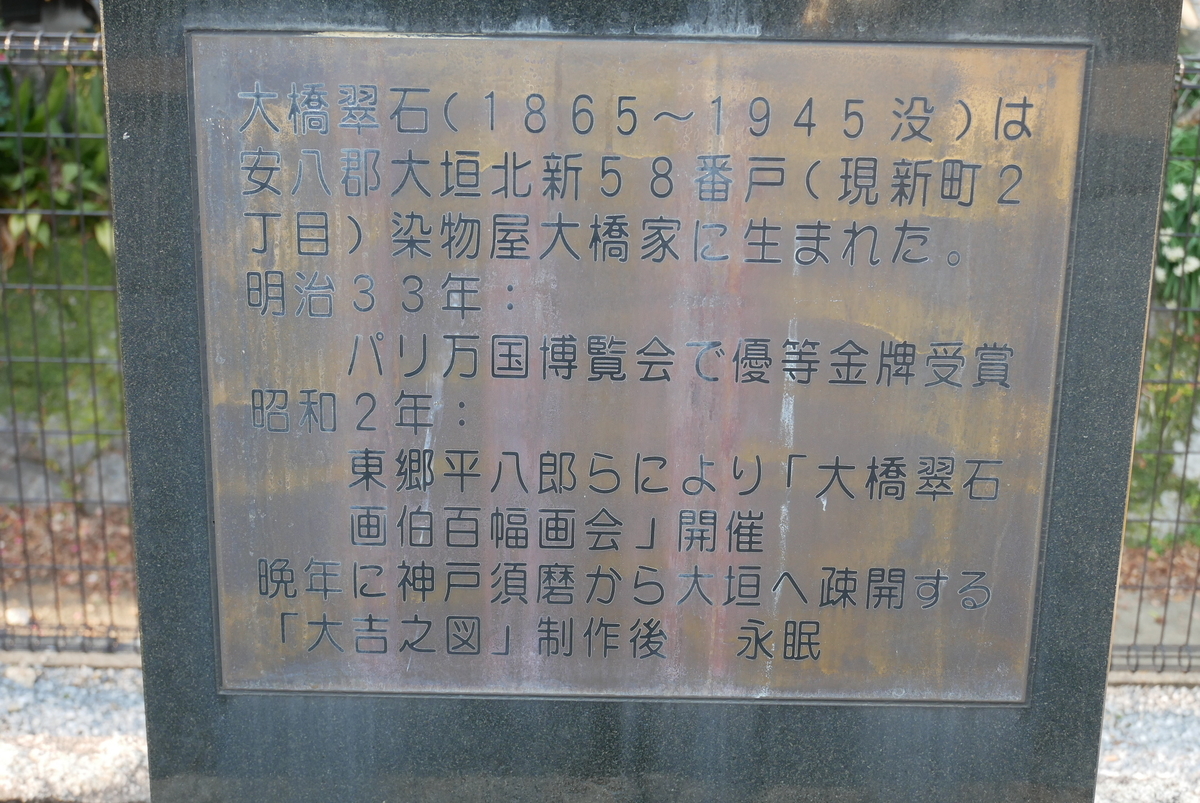 大橋翠石(1865〜1945没)は
安八郡大垣北新58番戸(現新町2
丁目)染物屋大橋家に生まれた。
明治33年:
パリ万国博覧会で優等金牌受賞
昭和2年:
東郷平八郎らにより「大橋翠石
画伯百幅画会」開催
晩年に神戸須磨から大垣へ疎開する
「大吉之図」制作後　永眠